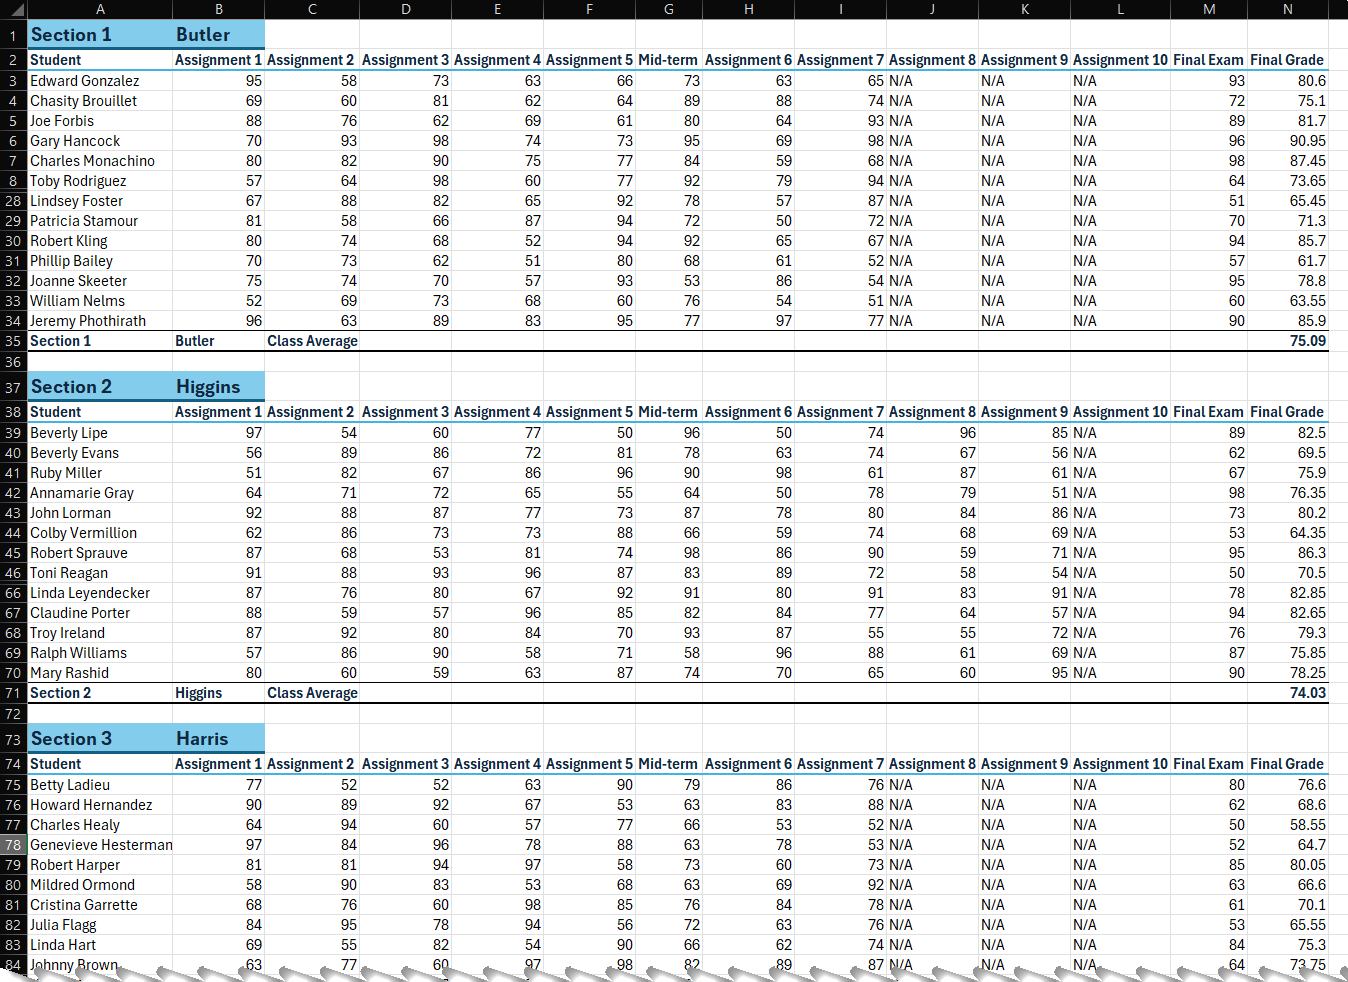 A B C D E F G H I J K L M N
1 Section 1 Butler
2 Student Assignment 1 Assignment 2 Assignment 3 Assignment 4 Assignment 5 Mid-term Assignment 6 Assignment 7 Assignment 8 Assignment 9 Assignment 10 Final Exam Final Grade
3 Edward Gonzalez 95 58 73 63 66 73 63 65 N/A N/A N/A 93 80.6
4 Chasity Brouillet 69 60 81 62 64 89 88 74 N/A N/A N/A 72 75.1
5 Joe Forbis 88 76 62 69 61 80 64 93 N/A N/A N/A 89 81.7
6 Gary Hancock 70 93 98 74 73 95 69 98 N/A N/A N/A 96 90.95
7 Charles Monachino 80 82 90 75 77 84 59 68 N/A N/A N/A 98 87.45
8 Toby Rodriguez 57 64 98 60 77 92 79 94 N/A N/A N/A 64 73.65
28 Lindsey Foster 67 88 82 65 92 78 57 87 N/A N/A N/A 51 65.45
29 Patricia Stamour 81 58 66 87 94 72 50 72 N/A N/A N/A 70 71.3
30 Robert Kling 80 74 68 52 94 92 65 67 N/A N/A N/A 94 85.7
31 Phillip Bailey 70 73 62 51 80 68 61 52 N/A N/A N/A 57 61.7
32 Joanne Skeeter 75 74 70 57 93 53 86 54 N/A N/A N/A 95 78.8
33 William Nelms 52 69 73 68 60 76 54 51 N/A N/A N/A 60 63.55
34 Jeremy Phothirath 96 63 89 83 95 77 97 77 N/A N/A N/A 90 85.9
35 Section 1 Butler Class Average 75.09
36
37 Section 2 Higgins
38 Student Assignment 1 Assignment 2 Assignment 3 Assignment 4 Assignment 5 Mid-term Assignment 6 Assignment 7 Assignment 8 Assignment 9 Assignment 10 Final Exam Final Grade
39 Beverly Lipe 97 54 60 77 50 96 50 74 96 85 N/A 89 82.5
40 Beverly Evans 56 89 86 72 81 78 63 74 67 56 N/A 62 69.5
41 Ruby Miller 51 82 67 86 96 90 98 61 87 61 N/A 67 75.9
42 Annamarie Gray 64 71 72 65 55 64 50 78 79 51 N/A 98 76.35
43 John Lorman 92 88 87 77 73 87 78 80 84 86 N/A 73 80.2
44 Colby Vermillion 62 86 73 73 88 66 59 74 68 69 N/A 53 64.35
45 Robert Sprauve 87 68 53 81 74 98 86 90 59 71 N/A 95 86.3
46 Toni Reagan 91 88 93 96 87 83 89 72 58 54 N/A 50 70.5
66 Linda Leyendecker 87 76 80 67 92 91 80 91 83 91 N/A 78 82.85
67 Claudine Porter 88 59 57 96 85 82 84 77 64 57 N/A 94 82.65
68 Troy Ireland 87 92 80 84 70 93 87 55 55 72 N/A 76 79.3
69 Ralph Williams 57 86 90 58 71 58 96 88 61 69 N/A 87 75.85
70 Mary Rashid 80 60 59 63 87 74 70 65 60 95 N/A 90 78.25
71 Section 2 Higgins Class Average 74.03
72
73 Section 3 Harris
74 Student Assignment 1 Assignment 2 Assignment 3 Assignment 4 Assignment 5 Mid-term Assignment 6 Assignment 7 Assignment 8 Assignment 9 Assignment 10 Final Exam Final Grade
75 Betty Ladieu 77 52 52 63 90 79 86 76 N/A N/A N/A 80 76.6
76 Howard Hernandez 90 89 92 67 53 63 83 88 N/A N/A N/A 62 68.6
77 Charles Healy 64 94 60 57 77 66 53 52 N/A N/A N/A 50 58.55
78 Genevieve Hesterman 97 84 96 78 88 63 78 53 N/A N/A N/A 52 64.7
79 Robert Harper 81 81 94 97 58 73 60 73 N/A N/A N/A 85 80.05
80 Mildred Ormond 58 90 83 53 68 63 69 92 N/A N/A N/A 63 66.6
81 Cristina Garrette 68 76 60 98 85 76 84 78 N/A N/A N/A 61 70.1
82 Julia Flagg 84 95 78 94 56 72 63 76 N/A N/A N/A 53 65.55
83 Linda Hart 69 55 82 54 90 66 62 74 N/A N/A N/A 84 75.3
84 Johnny Brown 63 77 60 97 98 82 89 87 N/A N/A N/A 64 73.75